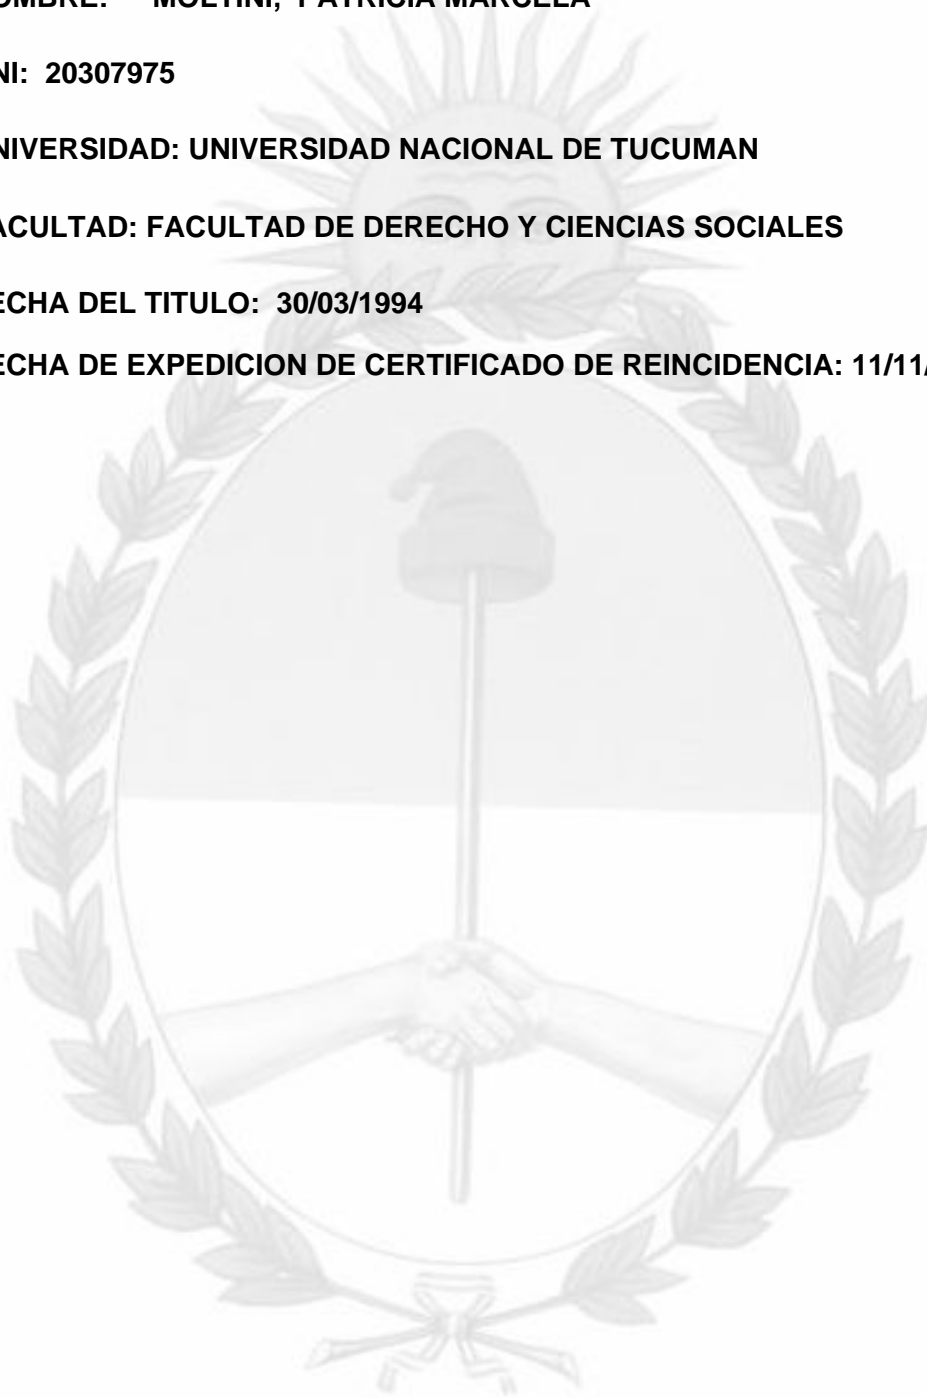 OMBRE: MOLTINI, PATRICIA MARCELA
NI: 20307975
NIVERSIDAD: UNIVERSIDAD NACIONAL DE TUCUMAN
ACULTAD: FACULTAD DE DERECHO Y CIENCIAS SOCIALES
ECHA DEL TITULO: 30/03/1994
ECHA DE EXPEDICION DE CERTIFICADO DE REINCIDENCIA: 11/11/